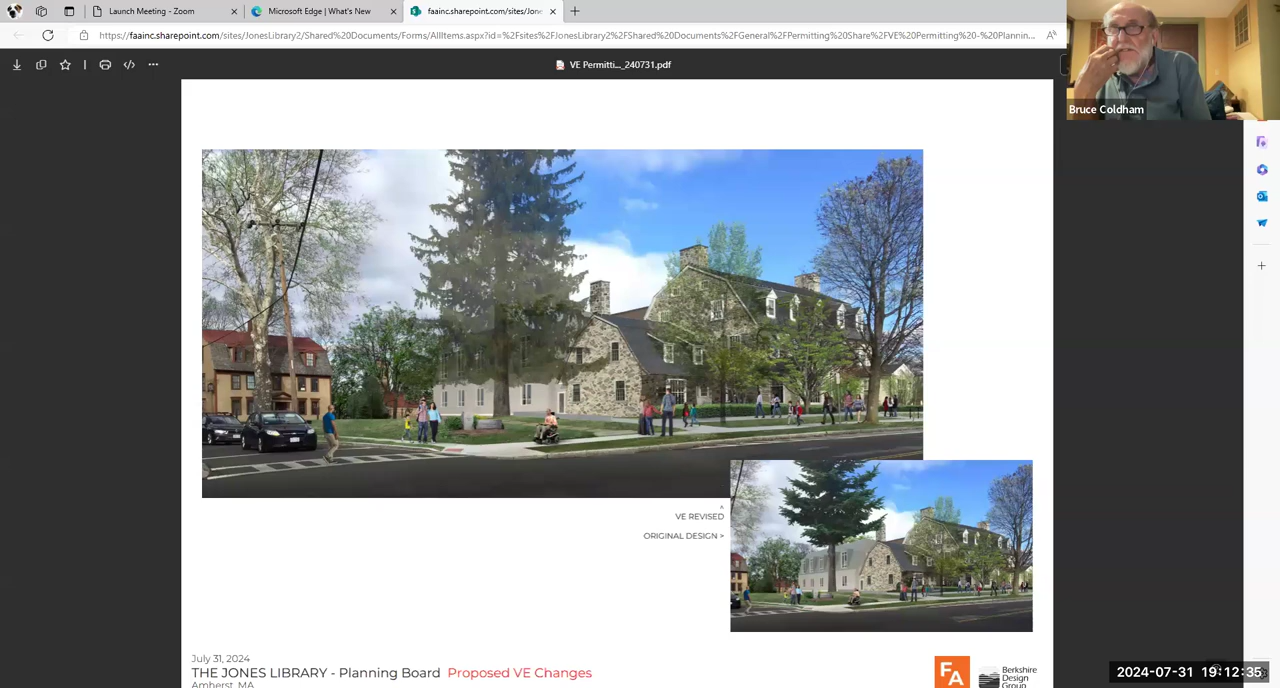 Launch Meeting - Zoom
Microsoft Edge | What's New
faainc.sharepoint.com/sites/Jone
https://faainc.sharepoint.com/sites/JonesLibrary2/Shared%20Documents/Forms/AllItems.aspx?id=%2Fsites%2FJonesLibrary2%2FShared%20Documents%2FGeneral%2FPermitting%20Share%2FVE%20Permitting%20-%20Plannin...
VE Permitti..._240731.pdf
Bruce Coldham
^
VE REVISED
ORIGINAL DESIGN >
July 31, 2024
THE JONES LIBRARY - Planning Board Proposed VE Changes
Amherst, MA
FA
Berkshire
Design
Group
2024-07-31 19:12:35